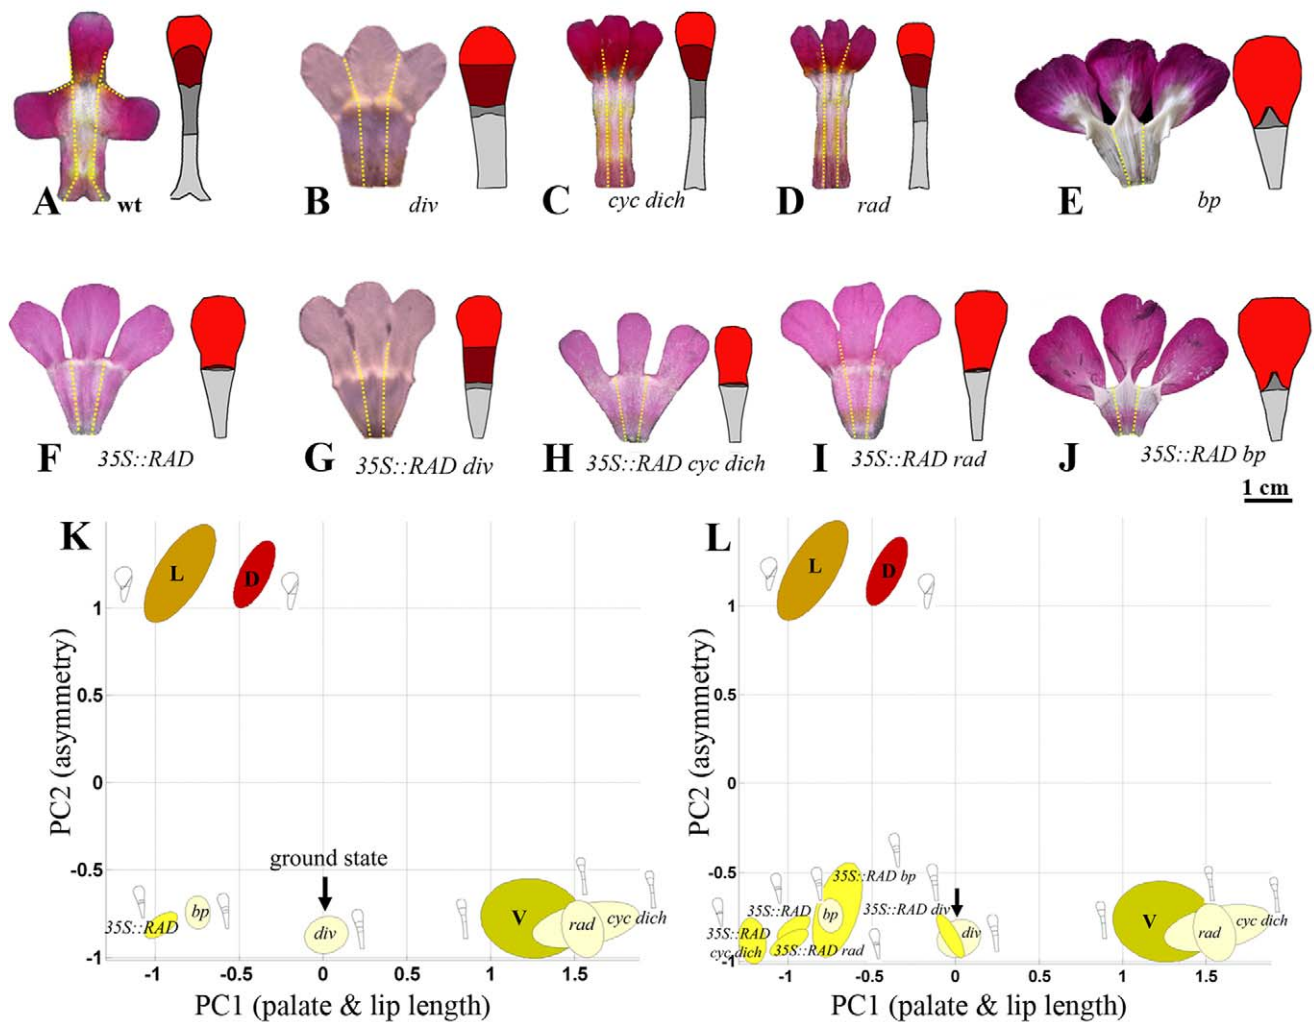 A wt
B div
C cyc dich
D rad
E bp
F 35S::RAD
G 35S::RAD div
H 35S::RAD cyc dich
I 35S::RAD rad
J 35S::RAD bp
1 cm
K
L
D
1
0.5
0
-0.5
-1
PC2 (asymmetry)
ground state
35S::RAD
bp
div
V
rad
cyc dich
-1
-0.5
0
0.5
1
1.5
PC1 (palate & lip length)
L
L
D
1
0.5
0
-0.5
-1
PC2 (asymmetry)
35S::RAD bp
35S::RAD
bp
35S::RAD div
35S::RAD
cyc dich
35S::RAD rad
div
V
rad
cyc dich
-1
-0.5
0
0.5
1
1.5
PC1 (palate & lip length)